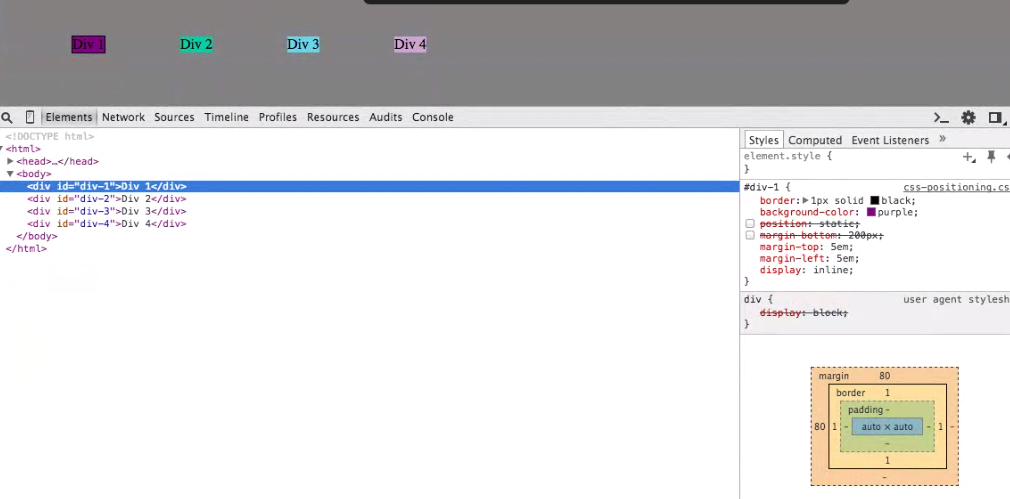 Div 1 Div 2 Div 3 Div 4
Elements Network Sources Timeline Profiles Resources Audits Console
<!DOCTYPE html>
<html>
<head>…</head>
<body>
<div id="div-1">Div 1</div>
<div id="div-2">Div 2</div>
<div id="div-3">Div 3</div>
<div id="div-4">Div 4</div>
</body>
</html>
Styles Computed Event Listeners »
element.style {
}
#div-1 { css-positioning.cs
border: 1px solid black;
background-color: purple;
position: static;
margin-bottom: 200px;
margin-top: 5em;
margin-left: 5em;
display: inline;
}
div { user agent stylesh
display: block;
}
margin 80
border 1
padding -
80 1 - auto × auto - 1 -
-
1
-